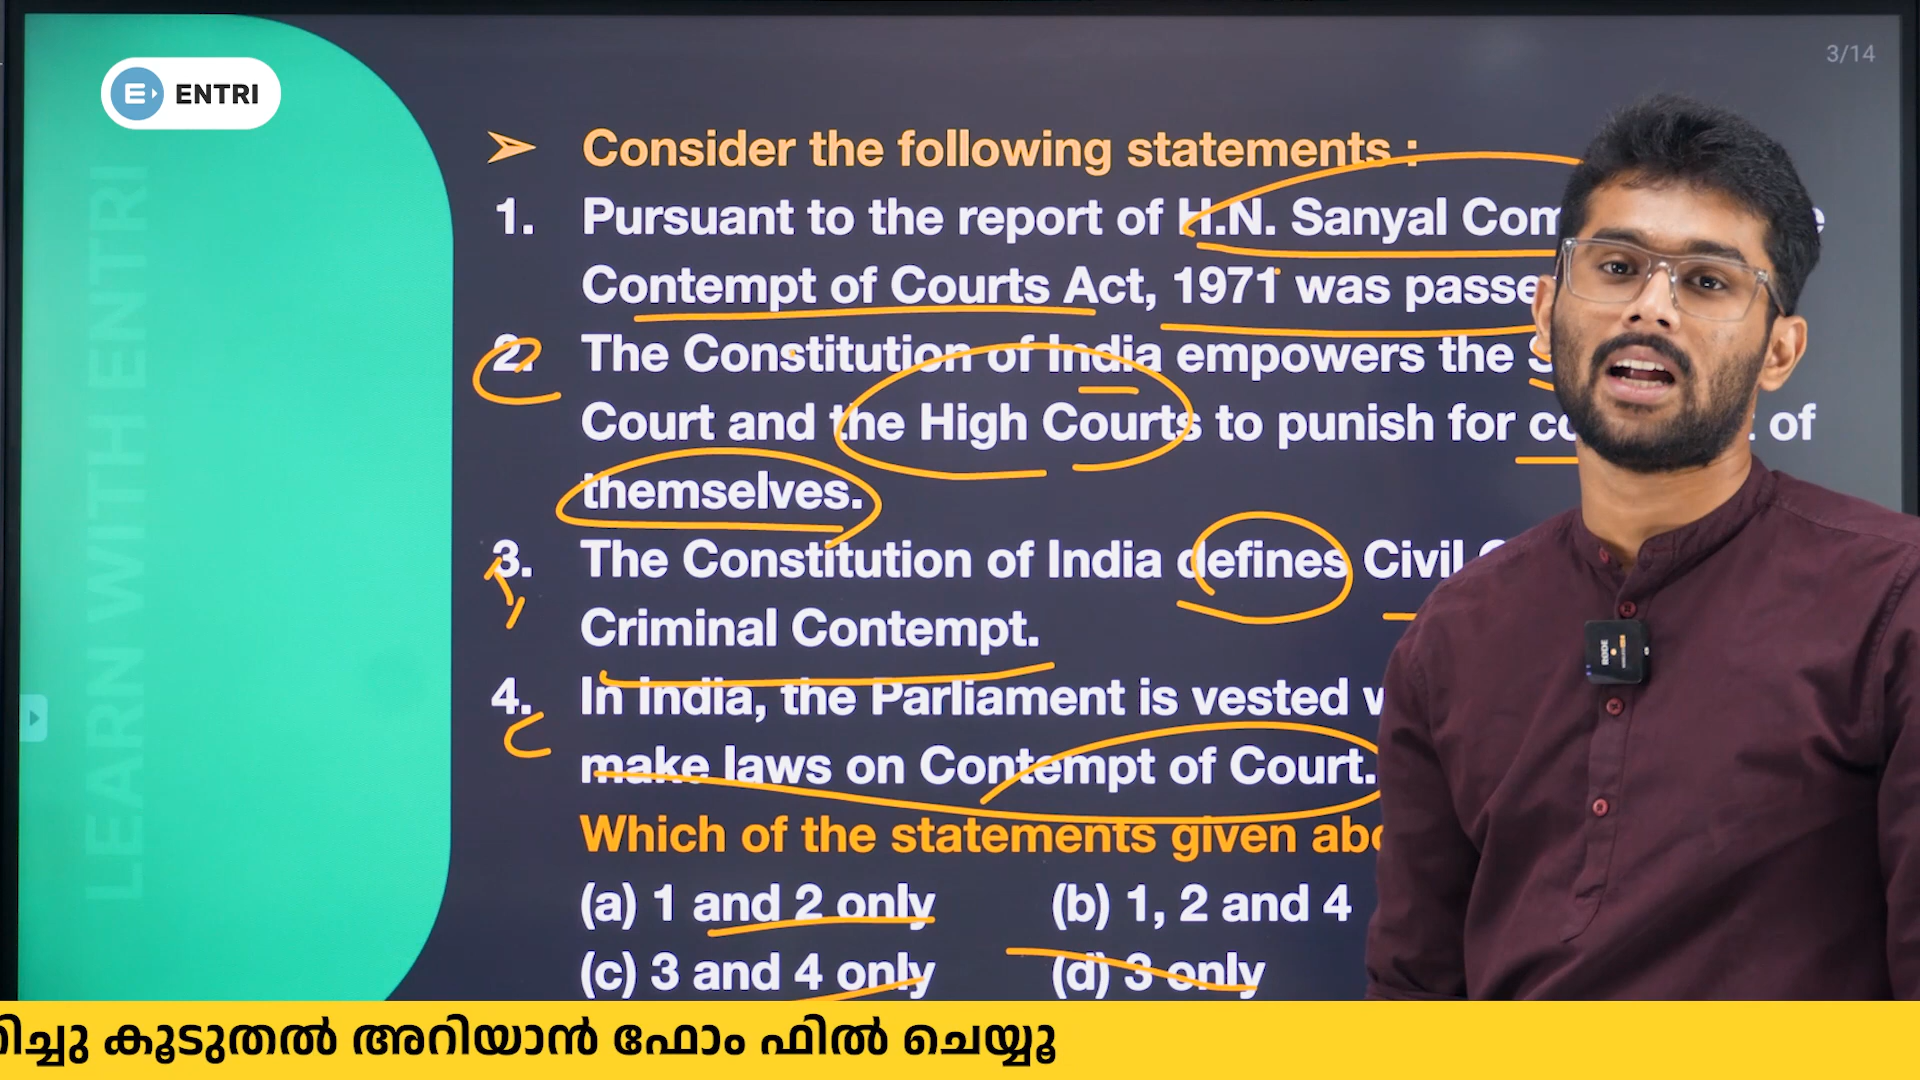 3/14
ENTRI
LEARN WITH ENTRI
➢ Consider the following statements :
1. Pursuant to the report of H.N. Sanyal
Contempt of Courts Act, 1971 was
2. The Constitution of India empowers the
Court and the High Courts to punish for of
themselves.
3. The Constitution of India defines Civil
Criminal Contempt.
4. In India, the Parliament is vested
make laws on Contempt of Court.
Which of the statements given
(a) 1 and 2 only (b) 1, 2 and 4
(c) 3 and 4 only (d) 3 only
കൂടുതൽ അറിയാൻ ഫോം ഫിൽ ചെയ്യൂ
RODE